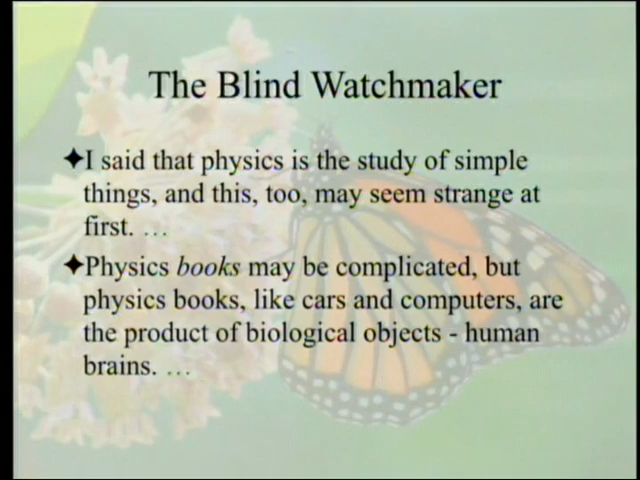 The Blind Watchmaker
✦I said that physics is the study of simple
things, and this, too, may seem strange at
first. …
✦Physics books may be complicated, but
physics books, like cars and computers, are
the product of biological objects - human
brains. …